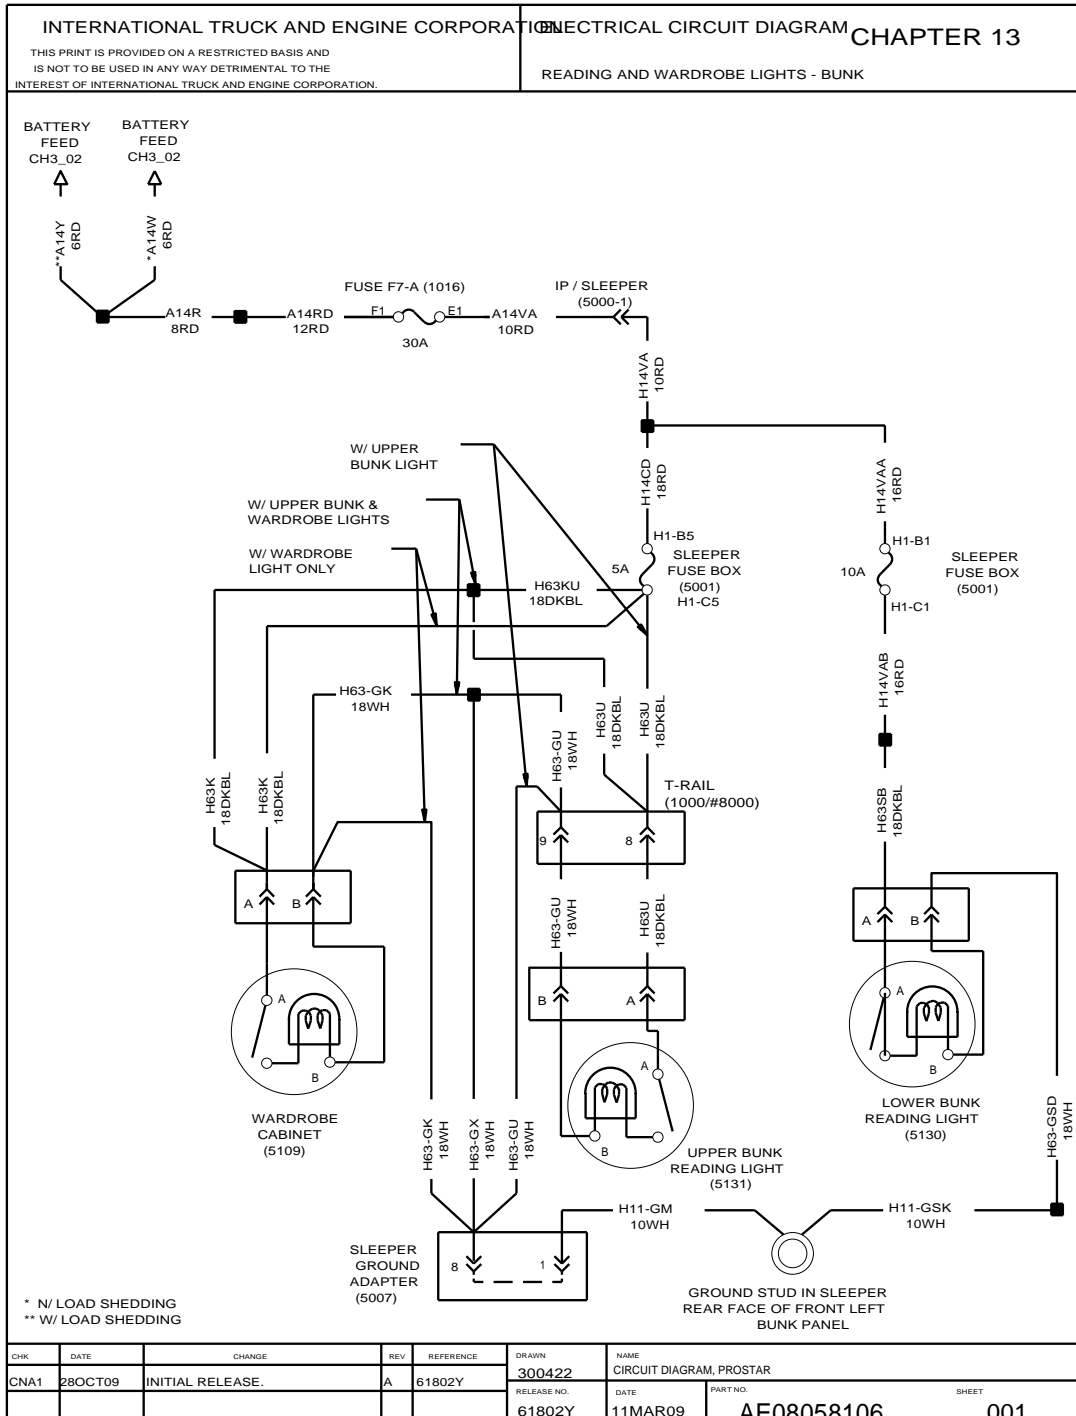 INTERNATIONAL TRUCK AND ENGINE CORPORATION
THIS PRINT IS PROVIDED ON A RESTRICTED BASIS AND
IS NOT TO BE USED IN ANY WAY DETRIMENTAL TO THE
INTEREST OF INTERNATIONAL TRUCK AND ENGINE CORPORATION.
ELECTRICAL CIRCUIT DIAGRAM
CHAPTER 13
READING AND WARDROBE LIGHTS - BUNK
BATTERY
FEED
CH3_02
BATTERY
FEED
CH3_02
**A14Y
6RD
*A14W
6RD
A14R
8RD
A14RD
12RD
FUSE F7-A (1016)
F1
E1
30A
A14VA
10RD
IP / SLEEPER
(5000-1)
H14VA
10RD
W/ UPPER
BUNK LIGHT
W/ UPPER BUNK &
WARDROBE LIGHTS
W/ WARDROBE
LIGHT ONLY
H14CD
18RD
H14VAA
16RD
H1-B5
5A
SLEEPER
FUSE BOX
(5001)
H1-C5
H1-B1
10A
SLEEPER
FUSE BOX
(5001)
H1-C1
H63KU
18DKBL
H63-GK
18WH
H14VAB
16RD
H63U
18DKBL
H63U
18DKBL
H63-GU
18WH
H63K
18DKBL
H63K
18DKBL
T-RAIL
(1000/#8000)
H63SB
18DKBL
9
8
A
B
A
B
H63-GU
18WH
H63U
18DKBL
B
A
A
B
WARDROBE
CABINET
(5109)
A
B
UPPER BUNK
READING LIGHT
(5131)
A
B
LOWER BUNK
READING LIGHT
(5130)
H63-GK
18WH
H63-GX
18WH
H63-GU
18WH
H63-GSD
18WH
H11-GM
10WH
H11-GSK
10WH
SLEEPER
GROUND
ADAPTER
(5007)
8
1
GROUND STUD IN SLEEPER
REAR FACE OF FRONT LEFT
BUNK PANEL
* N/ LOAD SHEDDING
** W/ LOAD SHEDDING
CHK DATE CHANGE REV REFERENCE
CNA1 28OCT09 INITIAL RELEASE. A 61802Y
DRAWN
300422
NAME
CIRCUIT DIAGRAM, PROSTAR
RELEASE NO.
61802Y
DATE
11MAR09
PART NO.
AE08058106
SHEET
001